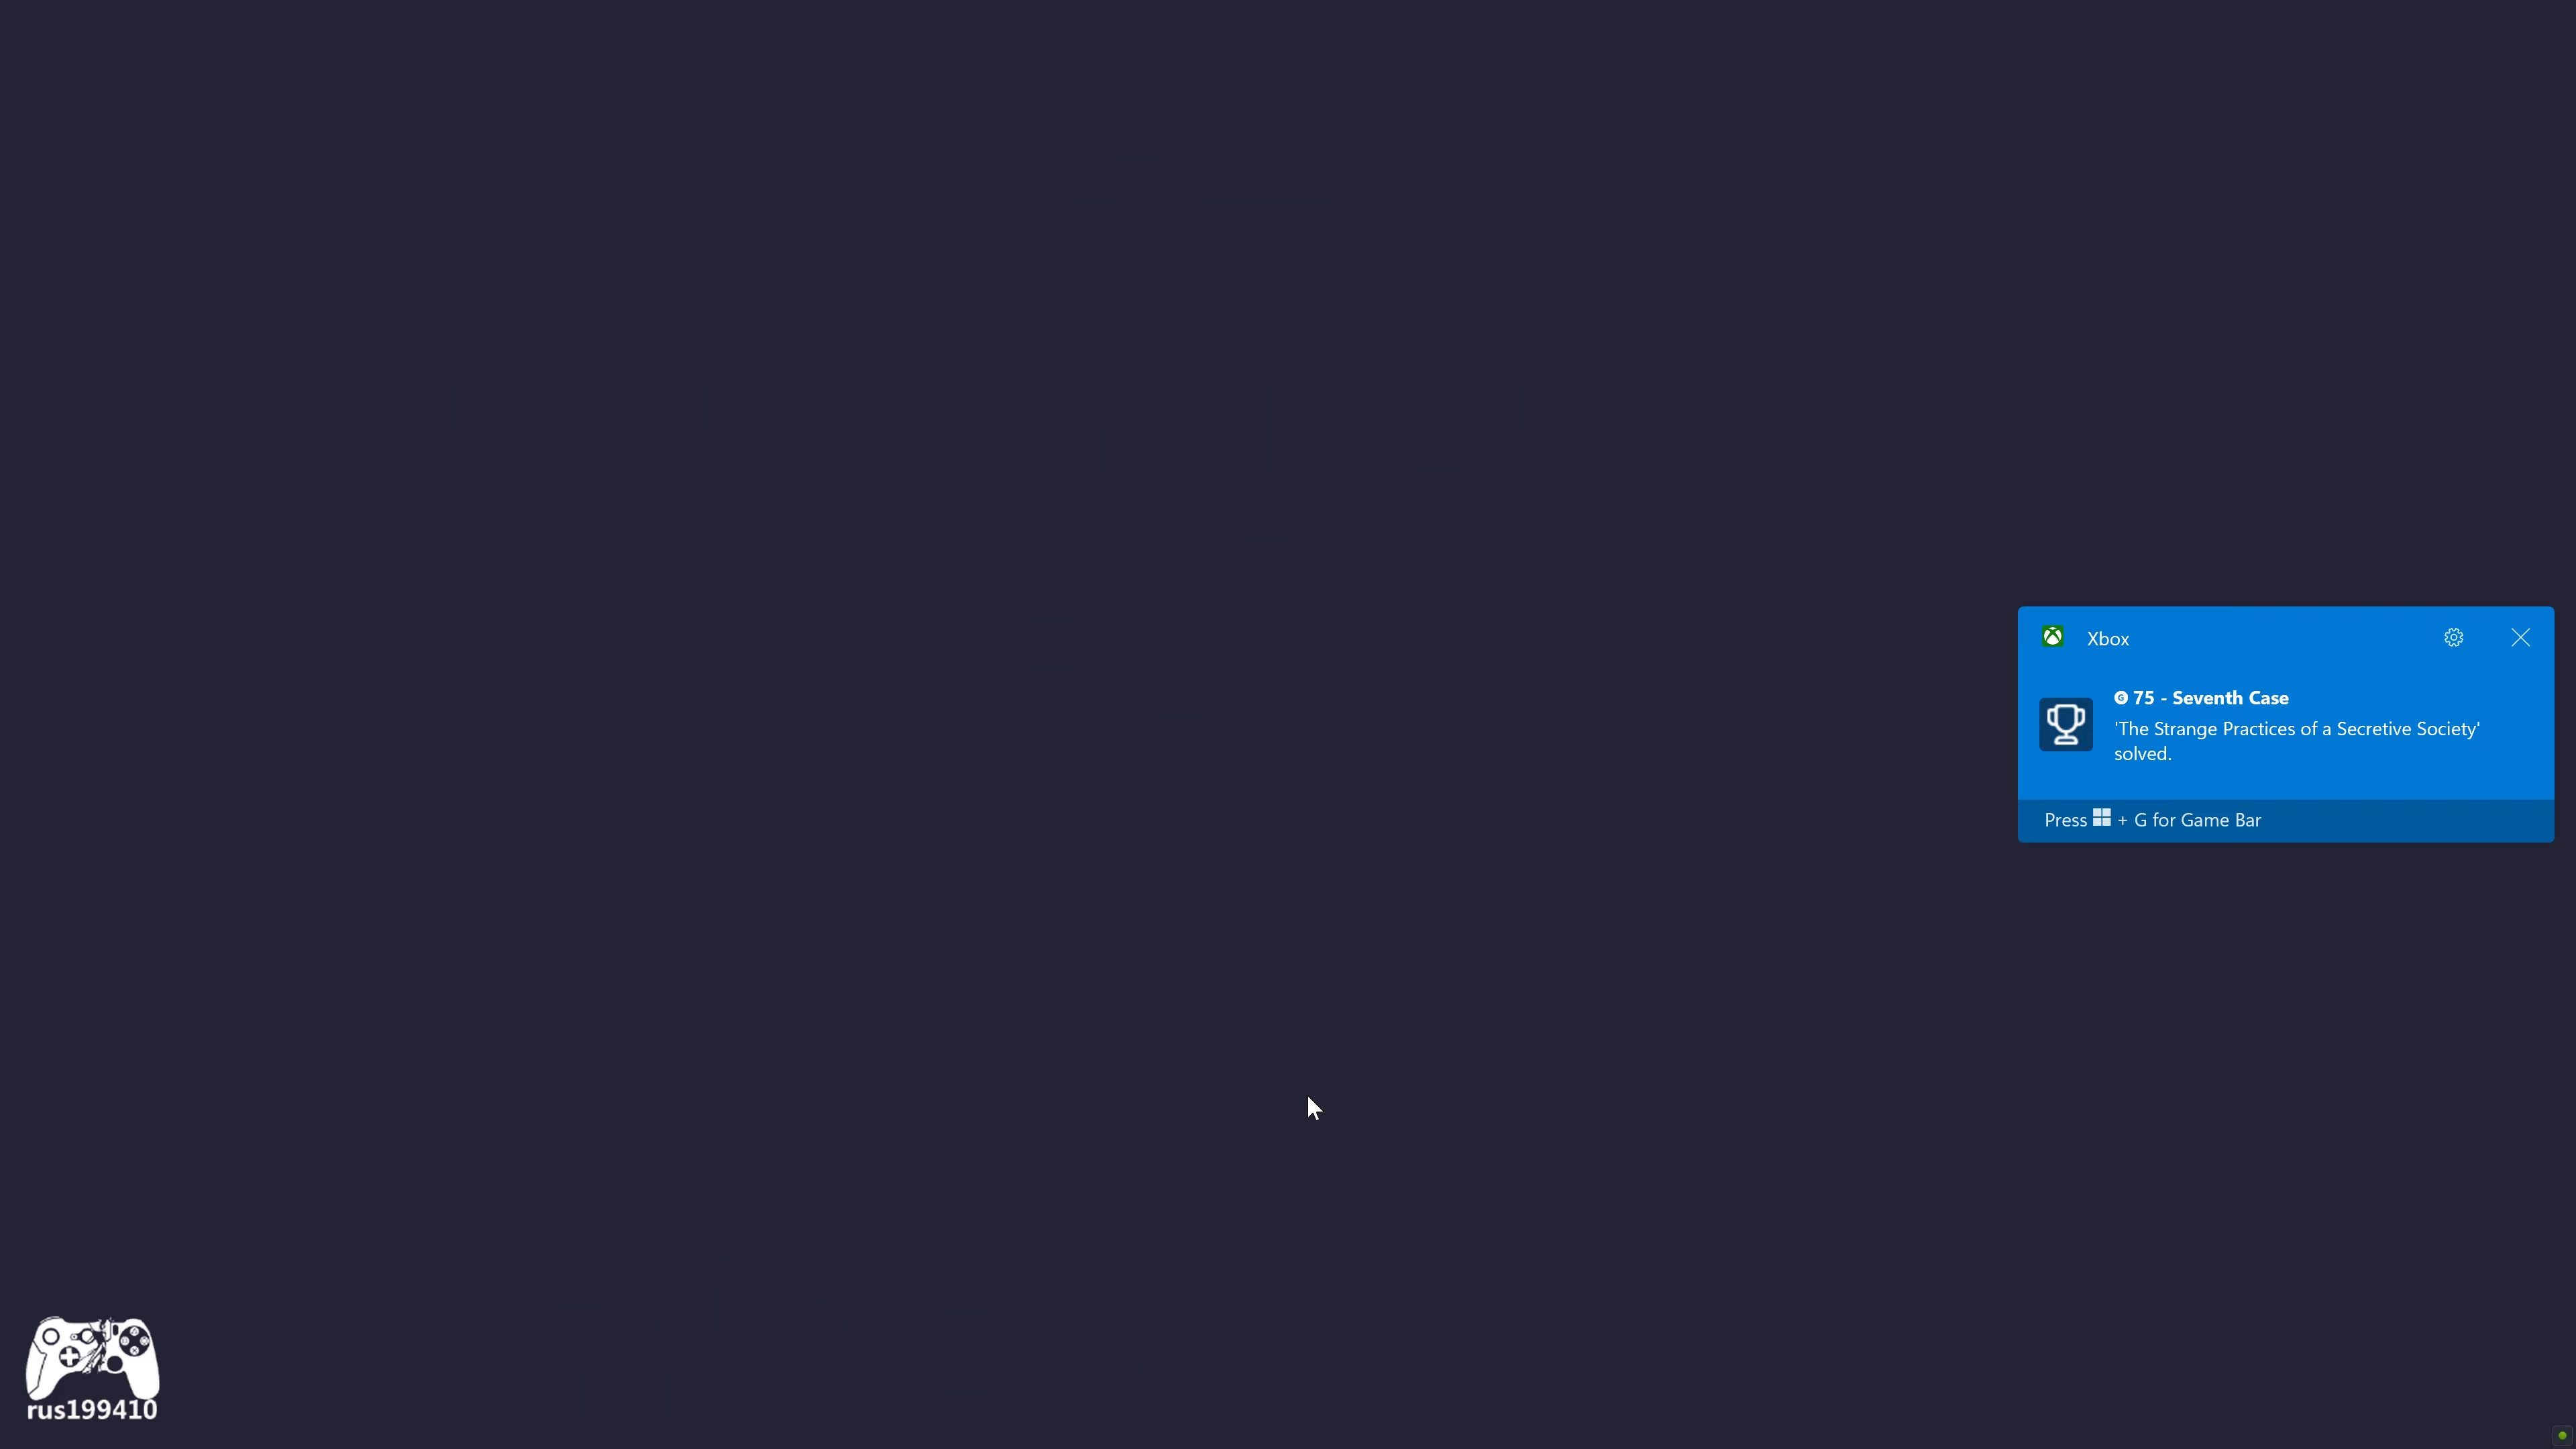 Xbox
G 75 - Seventh Case
'The Strange Practices of a Secretive Society'
solved.
Press + G for Game Bar
rus199410